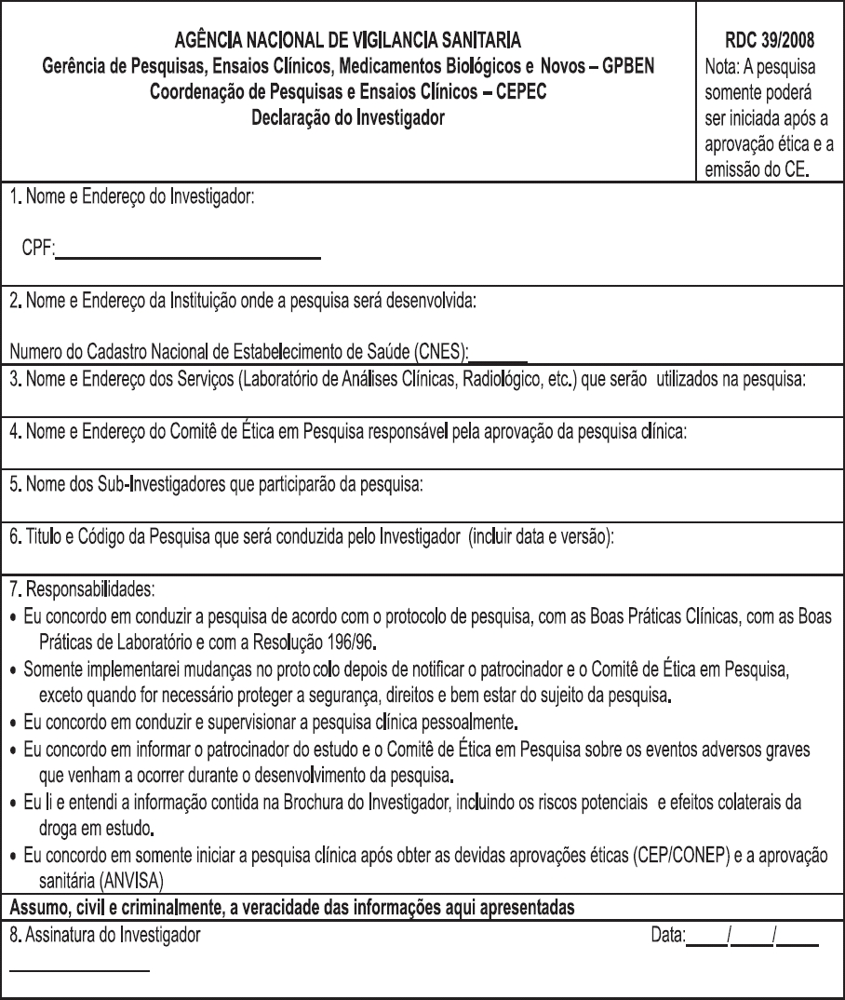 AGÊNCIA NACIONAL DE VIGILANCIA SANITARIA
Gerência de Pesquisas, Ensaios Clínicos, Medicamentos Biológicos e Novos – GPBEN
Coordenação de Pesquisas e Ensaios Clínicos – CEPEC
Declaração do Investigador
RDC 39/2008
Nota: A pesquisa
somente poderá
ser iniciada após a
aprovação ética e a
emissão do CE.
1. Nome e Endereço do Investigador:
CPF:
2. Nome e Endereço da Instituição onde a pesquisa será desenvolvida:
Numero do Cadastro Nacional de Estabelecimento de Saúde (CNES):
3. Nome e Endereço dos Serviços (Laboratório de Análises Clínicas, Radiológico, etc.) que serão utilizados na pesquisa:
4. Nome e Endereço do Comitê de Ética em Pesquisa responsável pela aprovação da pesquisa clínica:
5. Nome dos Sub-Investigadores que participarão da pesquisa:
6. Titulo e Código da Pesquisa que será conduzida pelo Investigador (incluir data e versão):
7. Responsabilidades:
• Eu concordo em conduzir a pesquisa de acordo com o protocolo de pesquisa, com as Boas Práticas Clínicas, com as Boas
Práticas de Laboratório e com a Resolução 196/96.
• Somente implementarei mudanças no proto colo depois de notificar o patrocinador e o Comitê de Ética em Pesquisa,
exceto quando for necessário proteger a segurança, direitos e bem estar do sujeito da pesquisa.
• Eu concordo em conduzir e supervisionar a pesquisa clínica pessoalmente.
• Eu concordo em informar o patrocinador do estudo e o Comitê de Ética em Pesquisa sobre os eventos adversos graves
que venham a ocorrer durante o desenvolvimento da pesquisa.
• Eu li e entendi a informação contida na Brochura do Investigador, incluindo os riscos potenciais e efeitos colaterais da
droga em estudo.
• Eu concordo em somente iniciar a pesquisa clínica após obter as devidas aprovações éticas (CEP/CONEP) e a aprovação
sanitária (ANVISA)
Assumo, civil e criminalmente, a veracidade das informações aqui apresentadas
8. Assinatura do Investigador Data:____/____/____